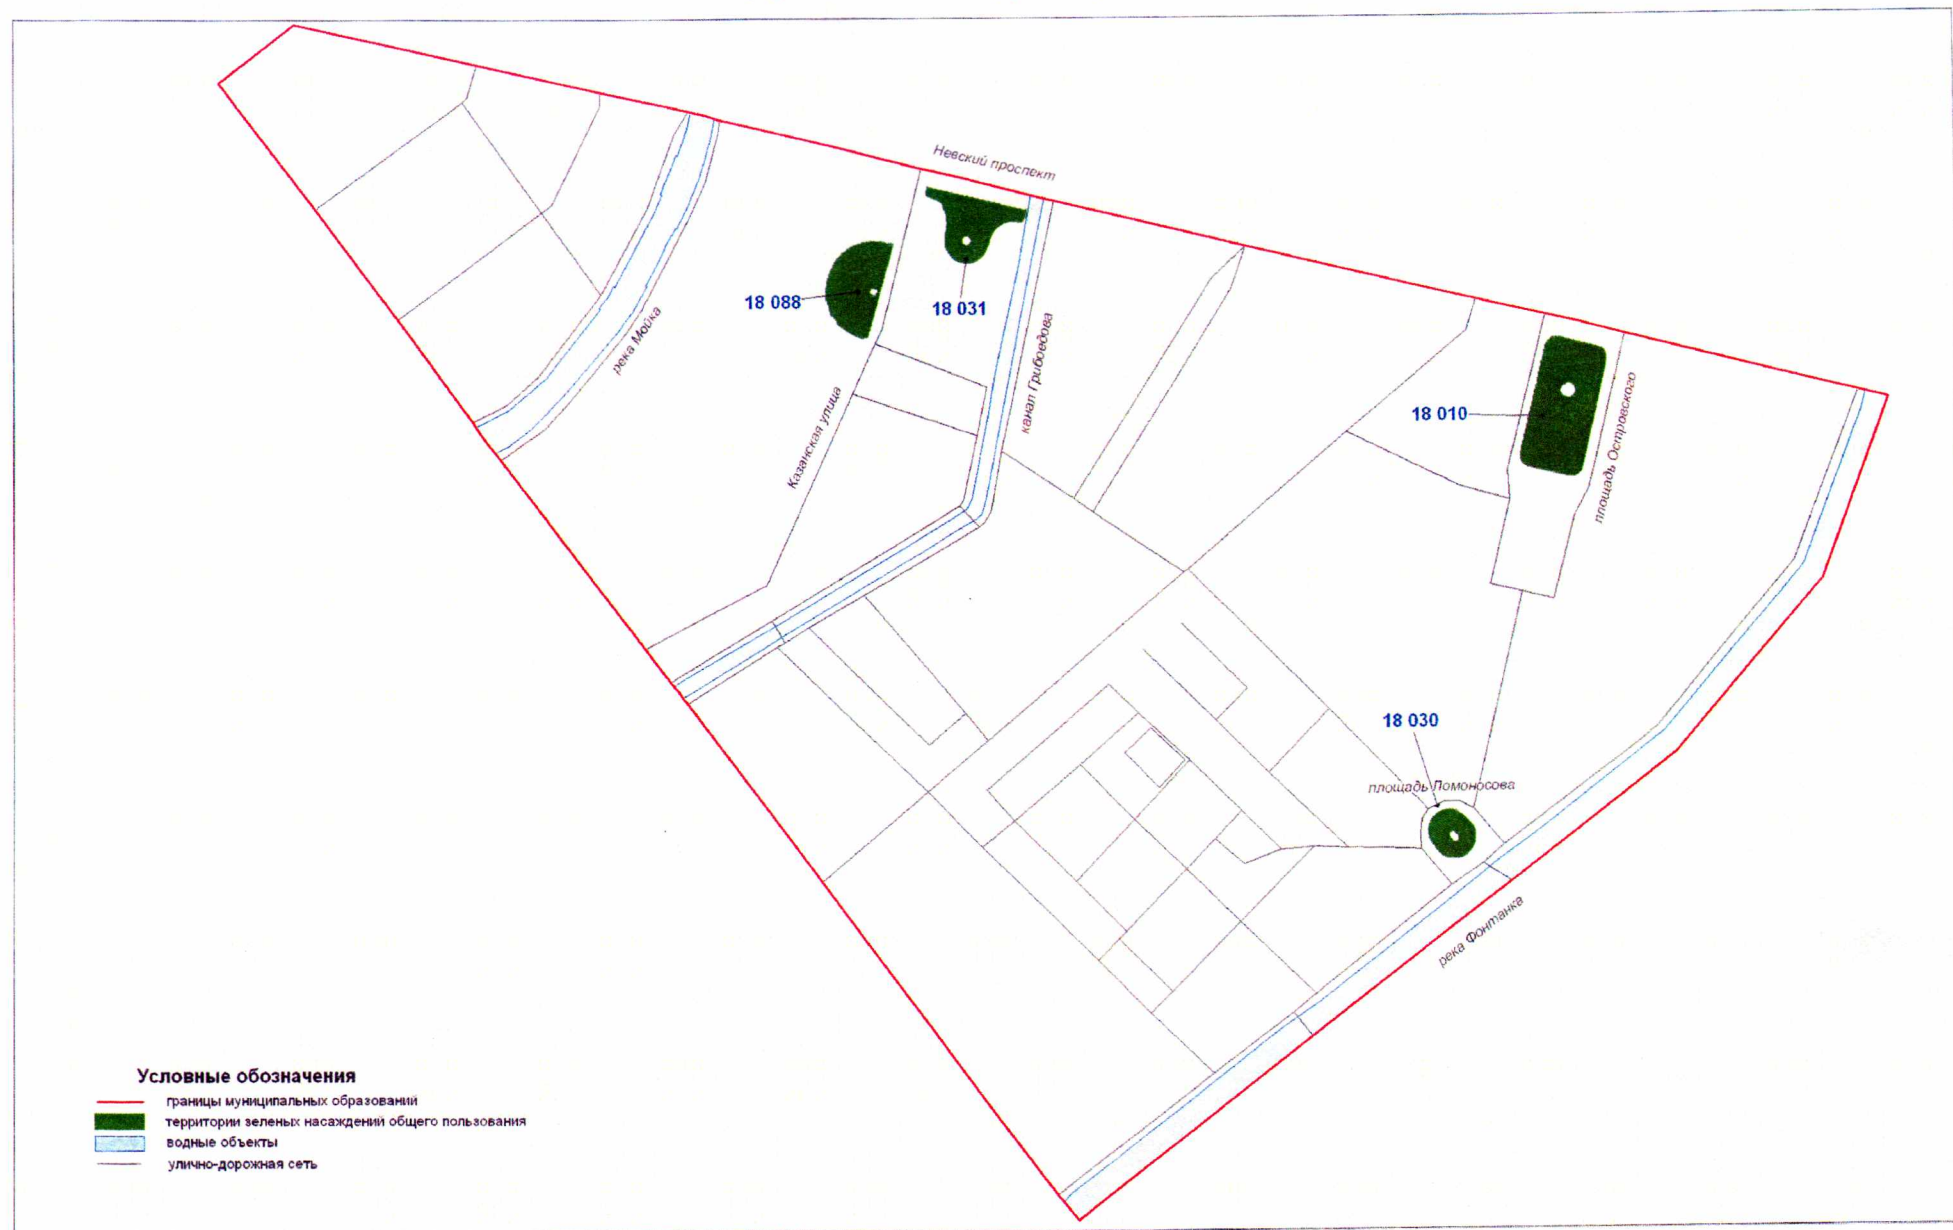 Невский проспект
18 088
18 031
река Мойка
канал Грибоедова
Казанская улица
18 010
площадь Островского
18 030
площадь Ломоносова
река Фонтанка
Условные обозначения
границы муниципальных образований
территории зеленых насаждений общего пользования
водные объекты
улично-дорожная сеть